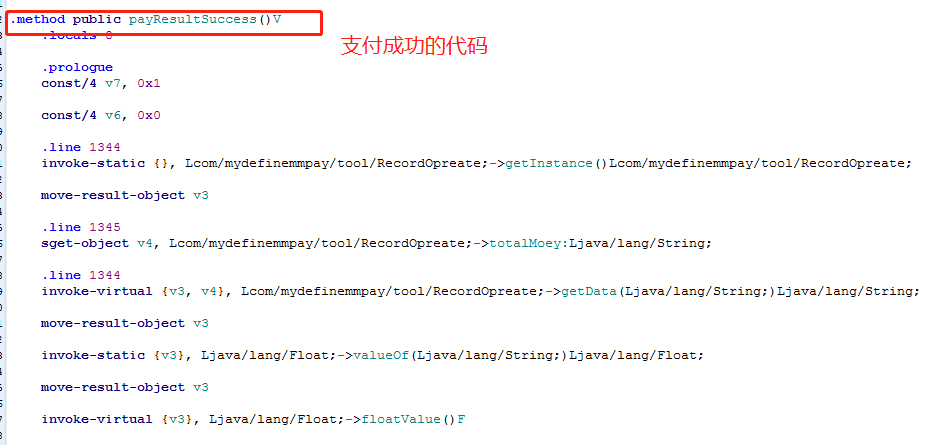 .method public payResultSuccess()V
.locals 8
支付成功的代码
.prologue
const/4 v7, 0x1
const/4 v6, 0x0
.line 1344
invoke-static {}, Lcom/mydefinemmpay/tool/RecordOpreate;->getInstance()Lcom/mydefinemmpay/tool/RecordOpreate;
move-result-object v3
.line 1345
sget-object v4, Lcom/mydefinemmpay/tool/RecordOpreate;->totalMoey:Ljava/lang/String;
.line 1344
invoke-virtual {v3, v4}, Lcom/mydefinemmpay/tool/RecordOpreate;->getData(Ljava/lang/String;)Ljava/lang/String;
move-result-object v3
invoke-static {v3}, Ljava/lang/Float;->valueOf(Ljava/lang/String;)Ljava/lang/Float;
move-result-object v3
invoke-virtual {v3}, Ljava/lang/Float;->floatValue()F